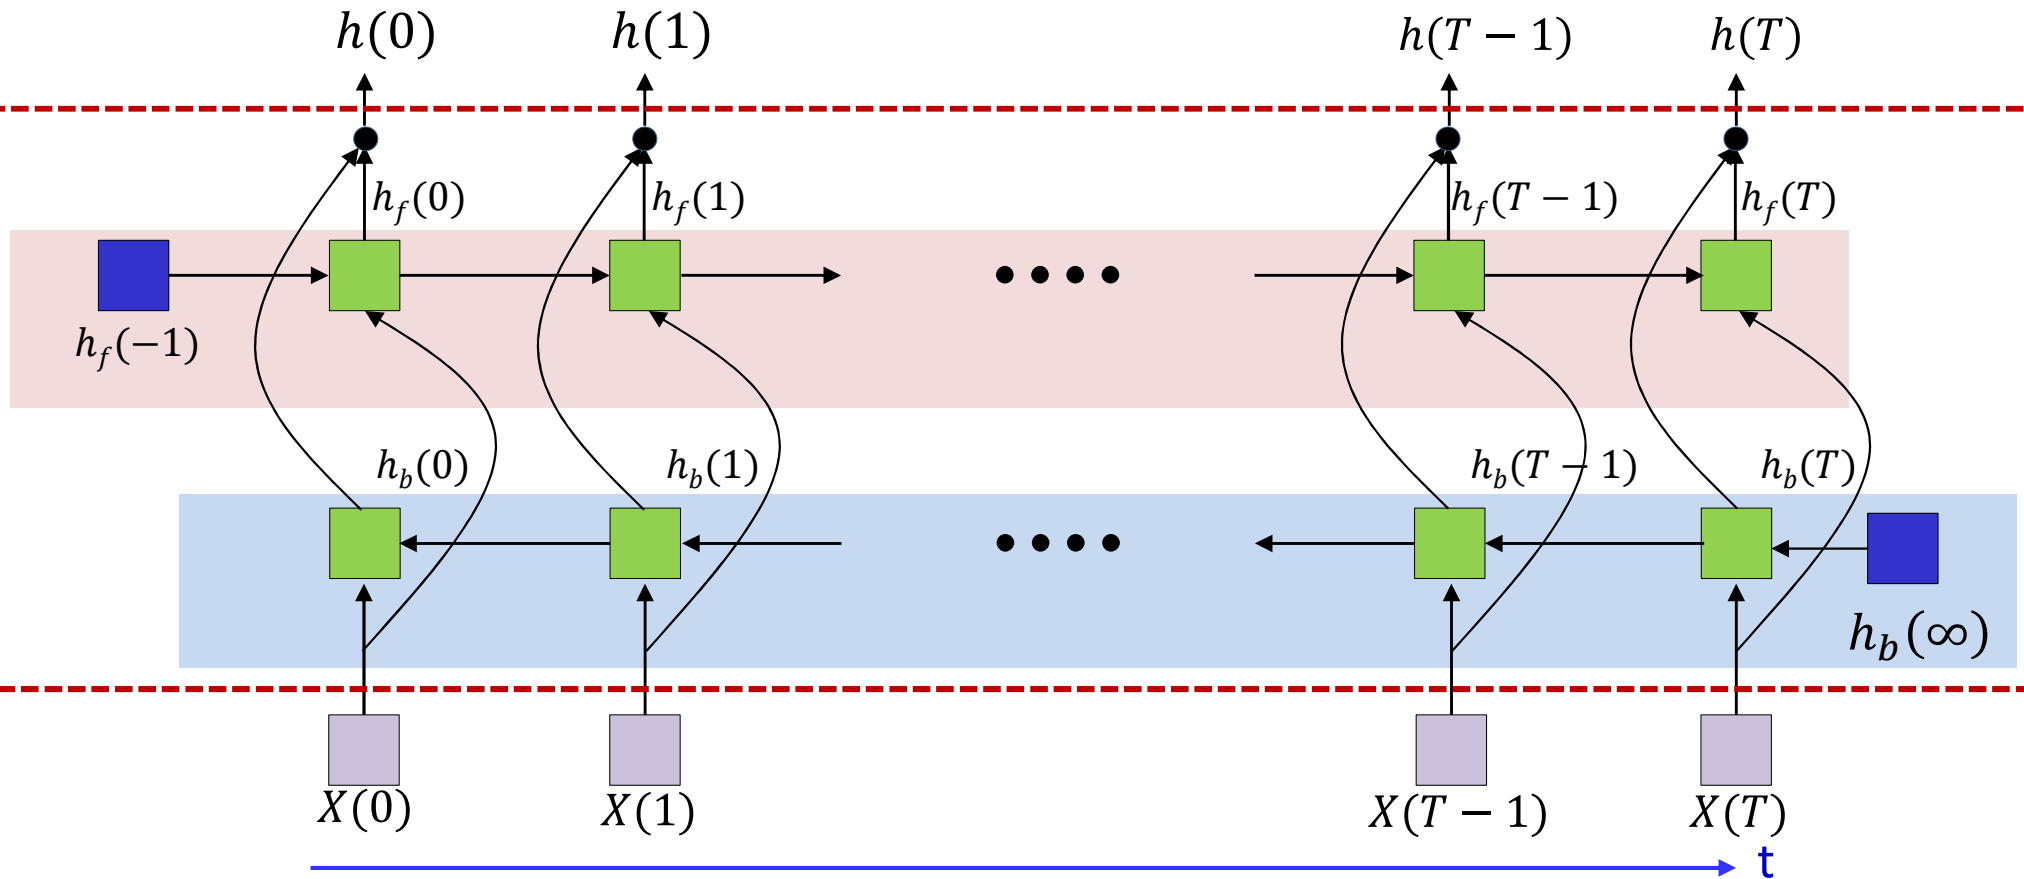 h(0) h(1) h(T − 1) h(T)
h_f(0) h_f(1) h_f(T − 1) h_f(T)
h_f(−1)
h_b(0) h_b(1) h_b(T − 1) h_b(T)
h_b(∞)
X(0) X(1) X(T − 1) X(T)
t